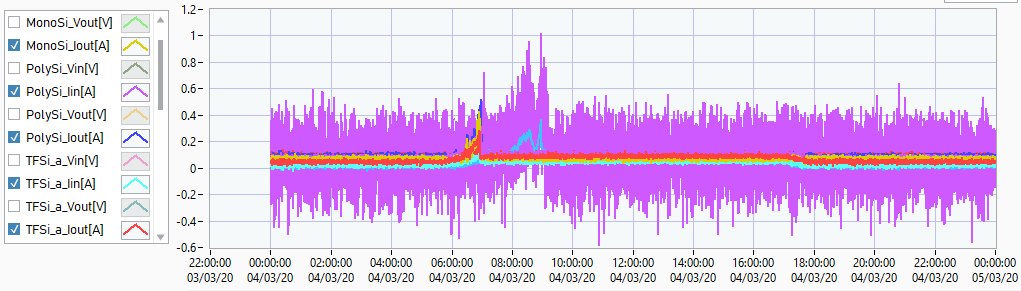 MonoSi_Vout[V]
MonoSi_Iout[A]
PolySi_Vin[V]
PolySi_Iin[A]
PolySi_Vout[V]
PolySi_Iout[A]
TFSi_a_Vin[V]
TFSi_a_Iin[A]
TFSi_a_Vout[V]
TFSi_a_Iout[A]
1.2
1
0.8
0.6
0.4
0.2
0
-0.2
-0.4
-0.6
22:00:00 00:00:00 02:00:00 04:00:00 06:00:00 08:00:00 10:00:00 12:00:00 14:00:00 16:00:00 18:00:00 20:00:00 22:00:00 00:00:00
03/03/20 04/03/20 04/03/20 04/03/20 04/03/20 04/03/20 04/03/20 04/03/20 04/03/20 04/03/20 04/03/20 04/03/20 04/03/20 05/03/20